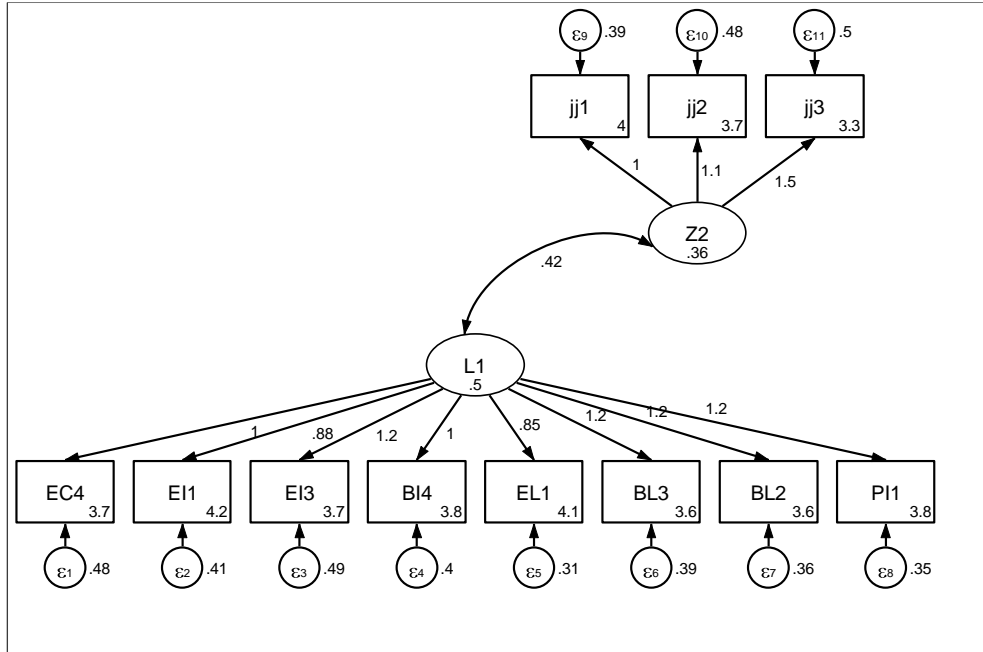 ε9 .39 ε10 .48 ε11 .5
jj1 jj2 jj3
4 3.7 3.3
1 1.1 1.5
Z2
.36
.42
L1
.5
1 .88 1.2 1 .85 1.2 1.2 1.2
EC4 EI1 EI3 BI4 EL1 BL3 BL2 PI1
3.7 4.2 3.7 3.8 4.1 3.6 3.6 3.8
ε1 .48 ε2 .41 ε3 .49 ε4 .4 ε5 .31 ε6 .39 ε7 .36 ε8 .35